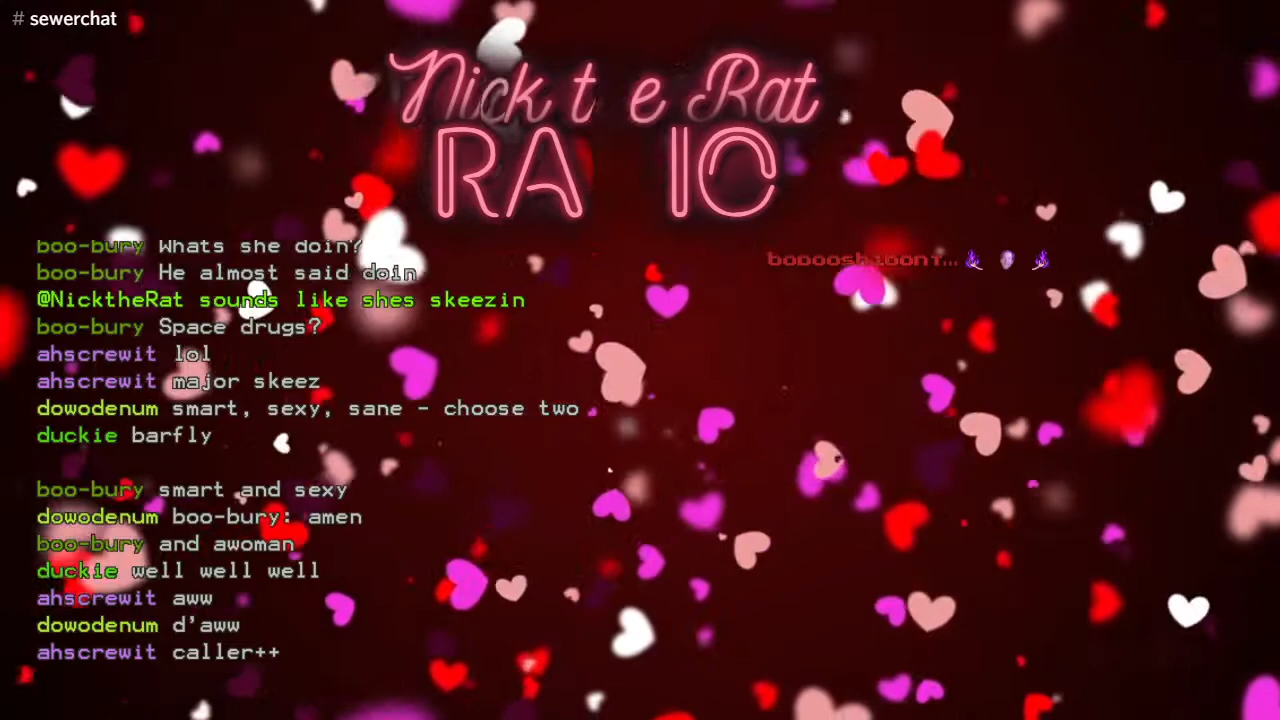 # sewerchat
Nick t e Rat
RA IO
boo-bury Whats she doin?
boo-bury He almost said doin
@NicktheRat sounds like shes skeezin
boo-bury Space drugs?
ahscrewit lol
ahscrewit major skeez
dowodenum smart, sexy, sane - choose two
duckie barfly
boo-bury smart and sexy
dowodenum boo-bury: amen
boo-bury and awoman
duckie well well well
ahscrewit aww
dowodenum d'aww
ahscrewit caller++